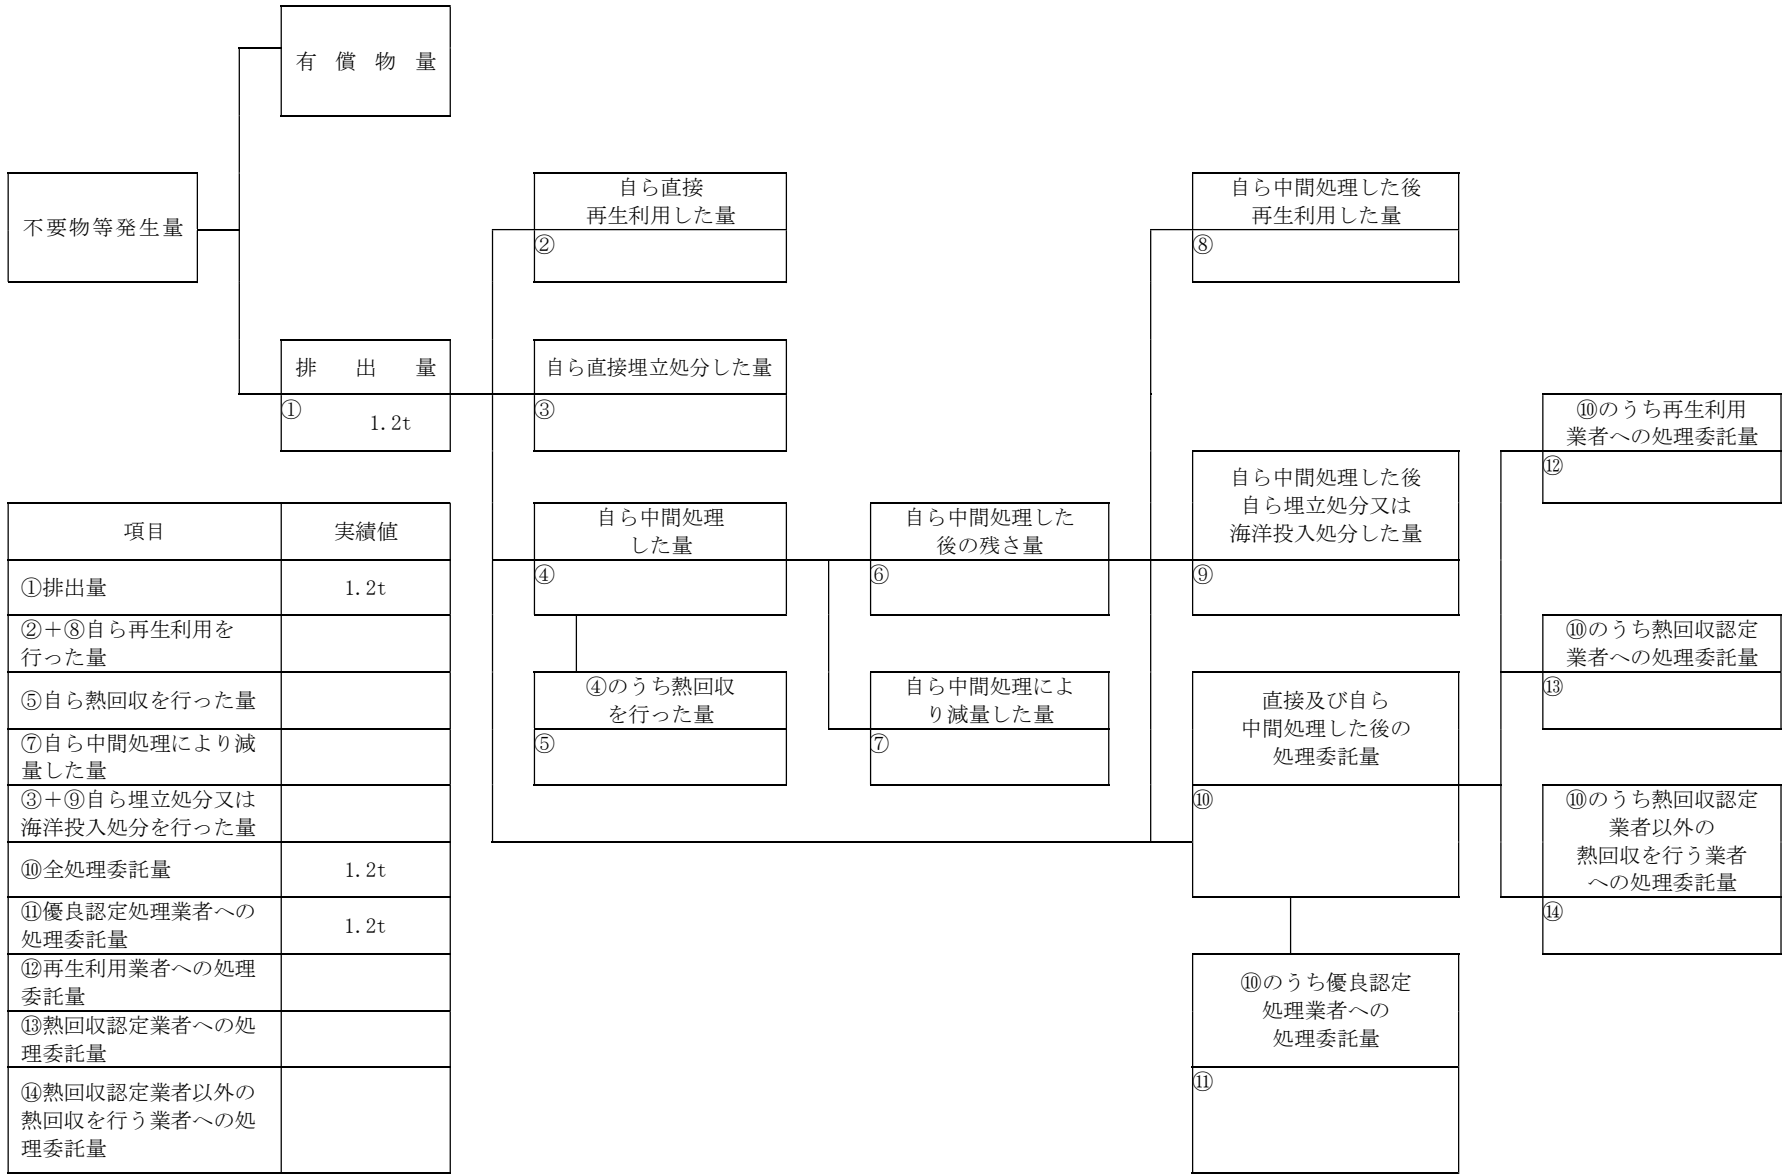 有償物量
不要物等発生量
排出量
①
1.2t
自ら直接
再生利用した量
②
自ら直接埋立処分した量
③
自ら中間処理
した量
④
④のうち熱回収
を行った量
⑤
自ら中間処理した
後の残さ量
⑥
自ら中間処理によ
り減量した量
⑦
自ら中間処理した後
再生利用した量
⑧
自ら中間処理した後
自ら埋立処分又は
海洋投入処分した量
⑨
直接及び自ら
中間処理した後の
処理委託量
⑩
⑩のうち優良認定
処理業者への
処理委託量
⑪
⑩のうち再生利用
業者への処理委託量
⑫
⑩のうち熱回収認定
業者への処理委託量
⑬
⑩のうち熱回収認定
業者以外の
熱回収を行う業者
への処理委託量
⑭
項目 実績値
①排出量 1.2t
②+⑧自ら再生利用を
行った量
⑤自ら熱回収を行った量
⑦自ら中間処理により減
量した量
③+⑨自ら埋立処分又は
海洋投入処分を行った量
⑩全処理委託量 1.2t
⑪優良認定処理業者への
処理委託量 1.2t
⑫再生利用業者への処理
委託量
⑬熱回収認定業者への処
理委託量
⑭熱回収認定業者以外の
熱回収を行う業者への処
理委託量